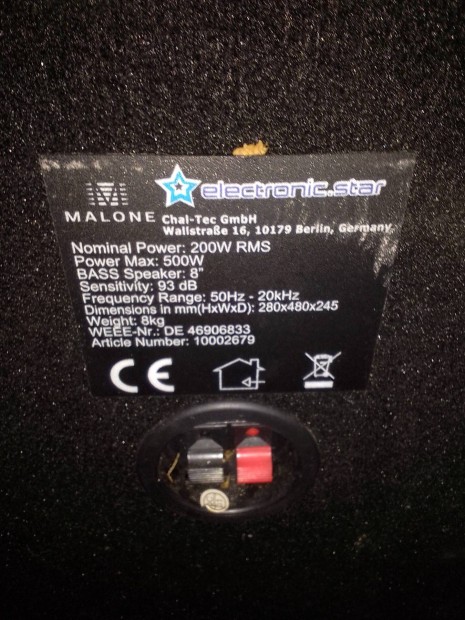 electronic.star
MALONE
Chal-Tec GmbH
Wallstraße 16, 10179 Berlin, Germany
Nominal Power: 200W RMS
Power Max: 500W
BASS Speaker: 8"
Sensitivity: 93 dB
Frequency Range: 50Hz - 20kHz
Dimensions in mm(HxWxD): 280x480x245
Weight: 8kg
WEEE-Nr.: DE 46906833
Article Number: 10002679
CE